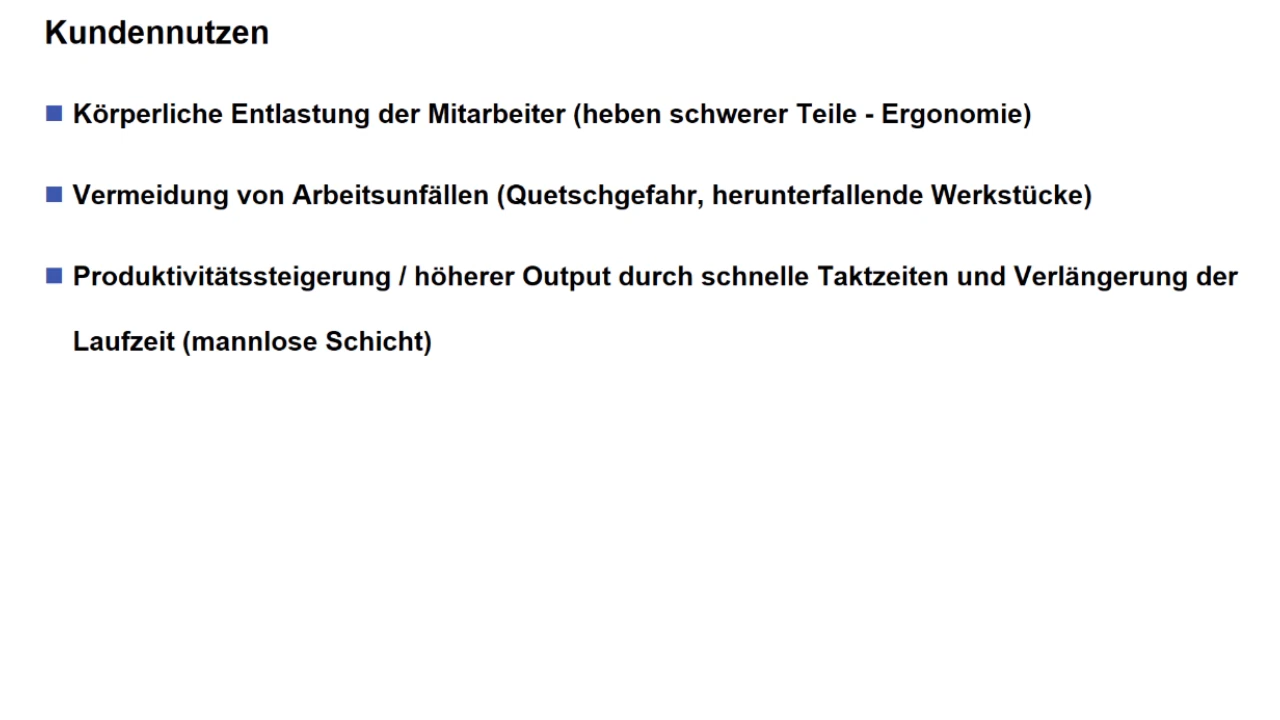 Kundennutzen
Körperliche Entlastung der Mitarbeiter (heben schwerer Teile - Ergonomie)
Vermeidung von Arbeitsunfällen (Quetschgefahr, herunterfallende Werkstücke)
Produktivitätssteigerung / höherer Output durch schnelle Taktzeiten und Verlängerung der
Laufzeit (mannlose Schicht)